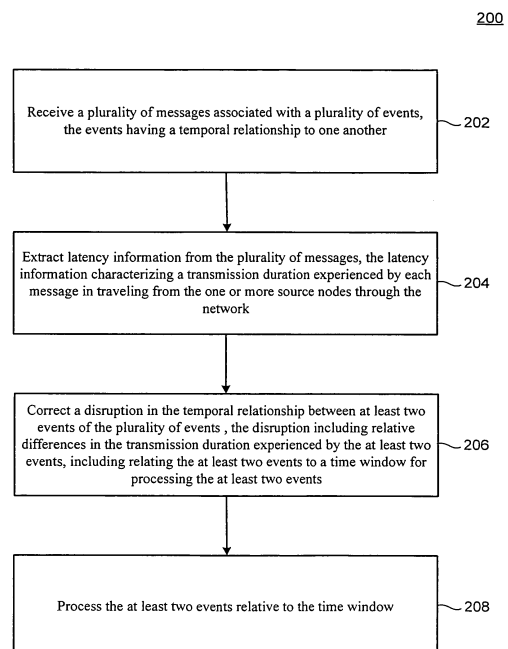 200
Receive a plurality of messages associated with a plurality of events,
the events having a temporal relationship to one another
202
Extract latency information from the plurality of messages, the latency
information characterizing a transmission duration experienced by each
message in traveling from the one or more source nodes through the
network
204
Correct a disruption in the temporal relationship between at least two
events of the plurality of events , the disruption including relative
differences in the transmission duration experienced by the at least two
events, including relating the at least two events to a time window for
processing the at least two events
206
Process the at least two events relative to the time window
208